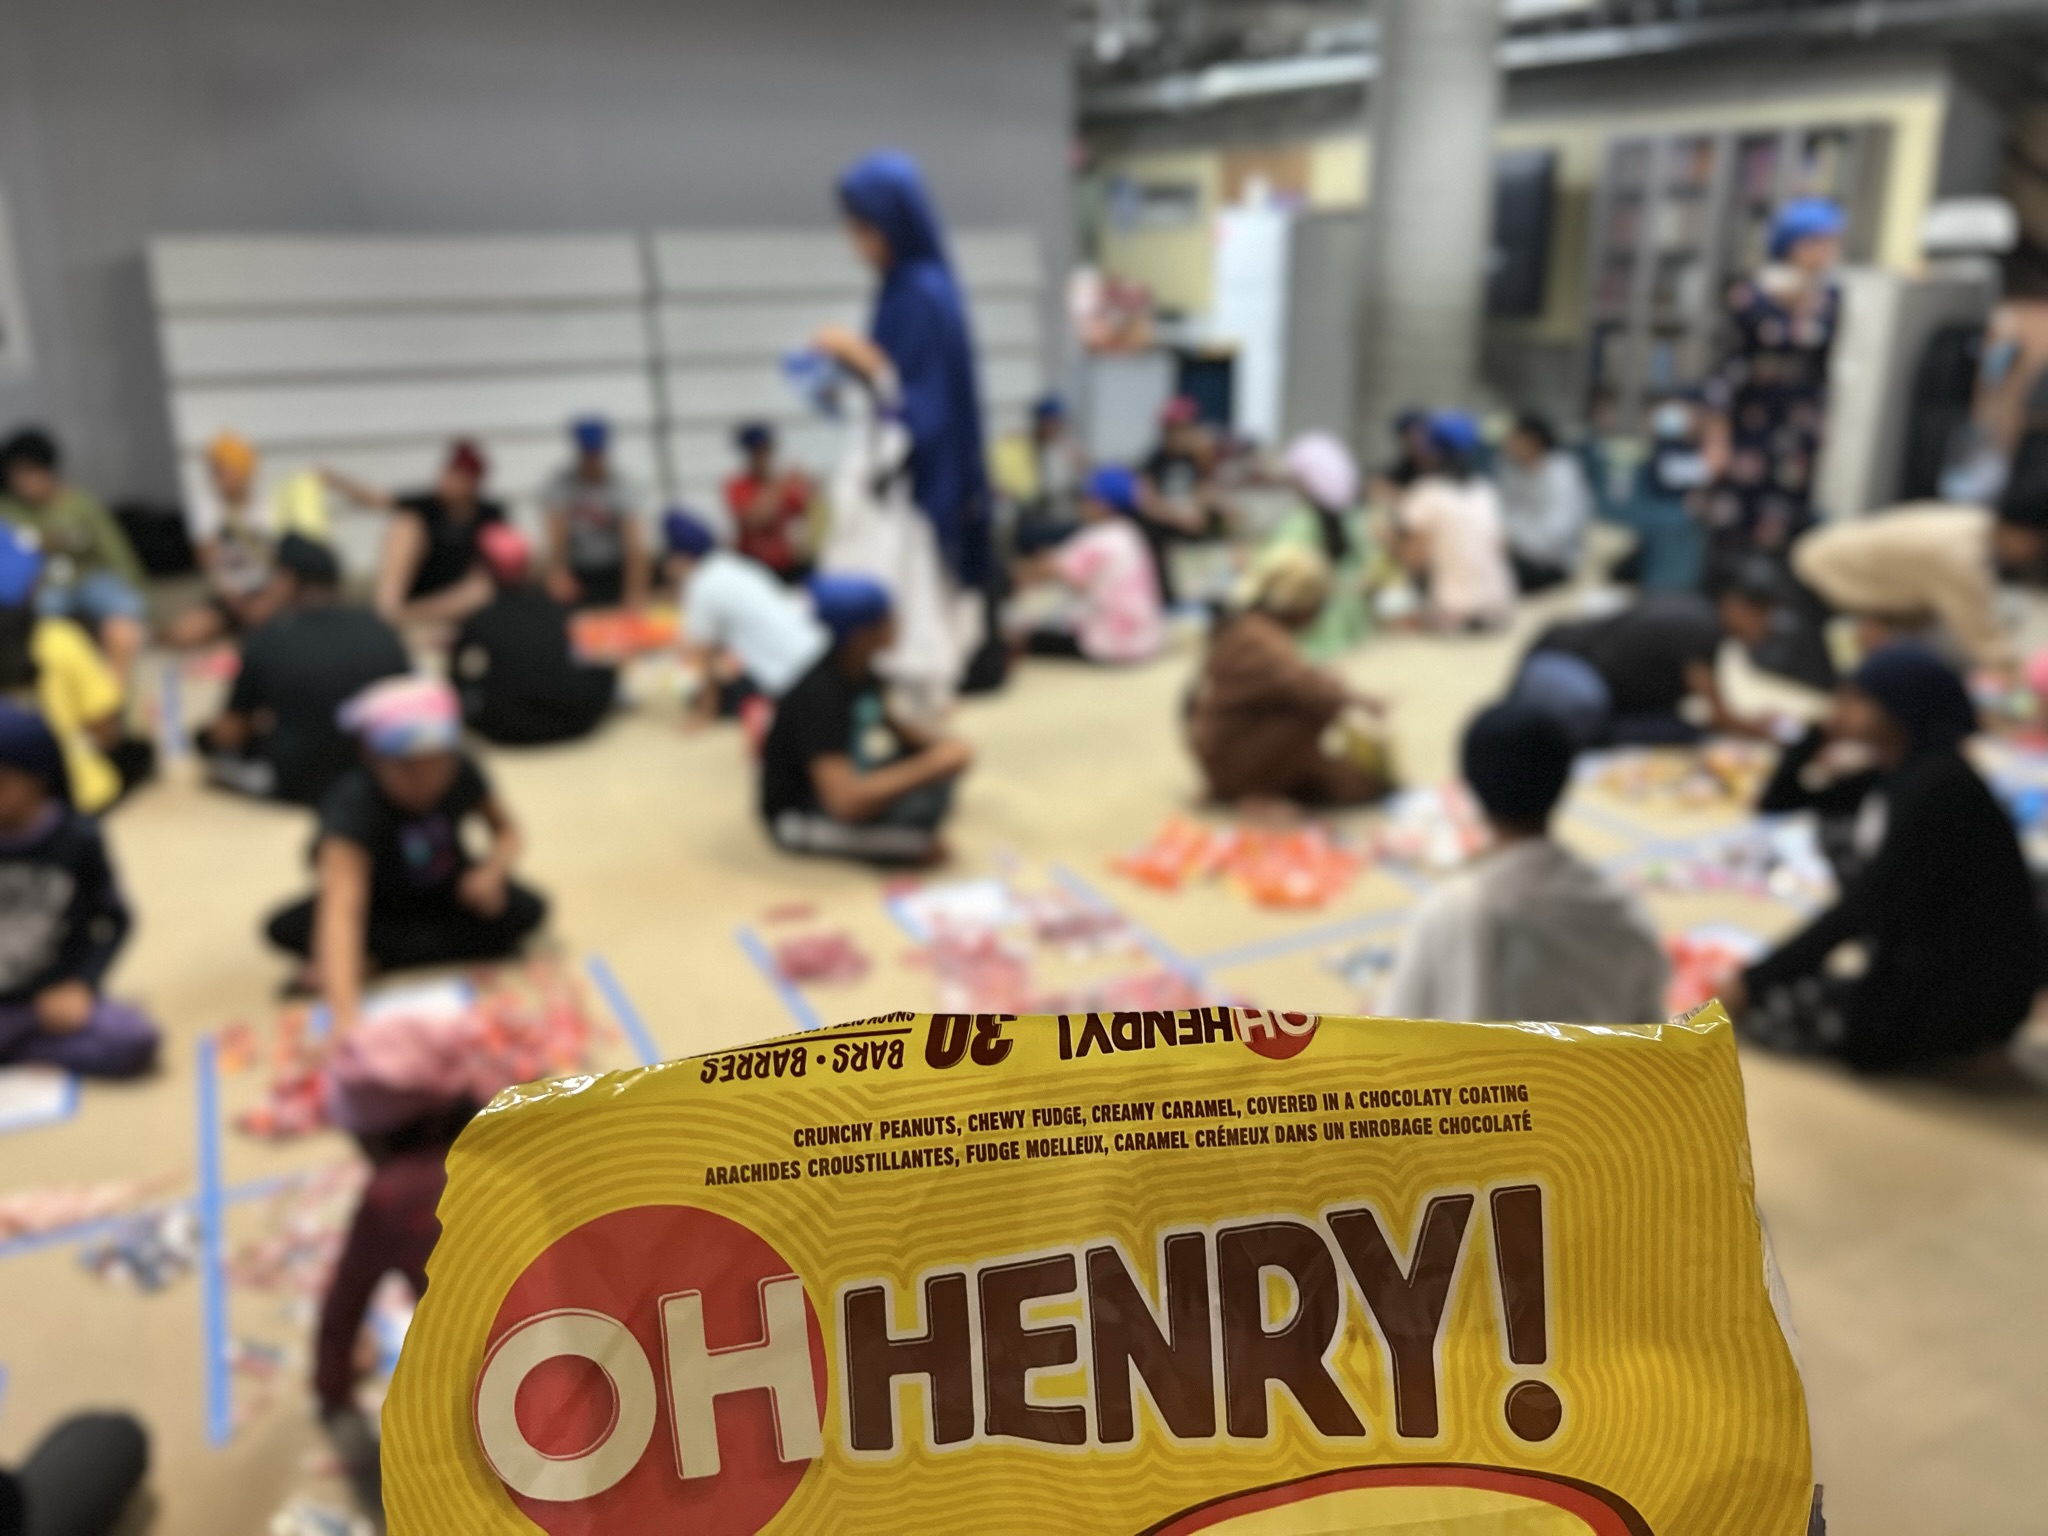 OH HENRY!
30 BARS • BARRES
CRUNCHY PEANUTS, CHEWY FUDGE, CREAMY CARAMEL, COVERED IN A CHOCOLATY COATING
ARACHIDES CROUSTILLANTES, FUDGE MOELLEUX, CARAMEL CRÉMEUX DANS UN ENROBAGE CHOCOLATÉ
OH HENRY!